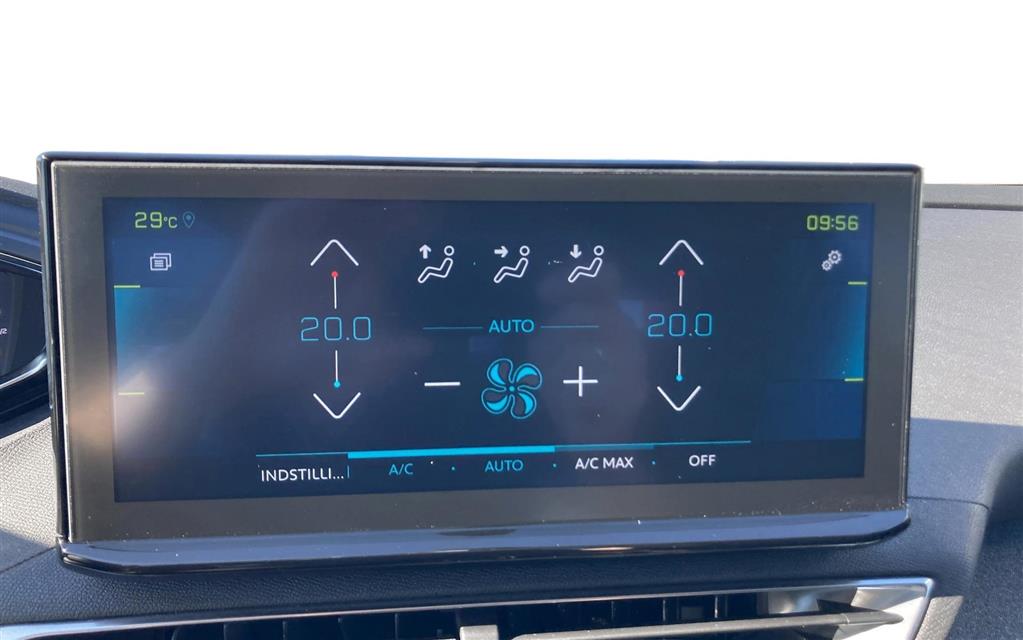 29°C 09:56
20.0 AUTO 20.0
INDSTILLI... A/C AUTO A/C MAX OFF